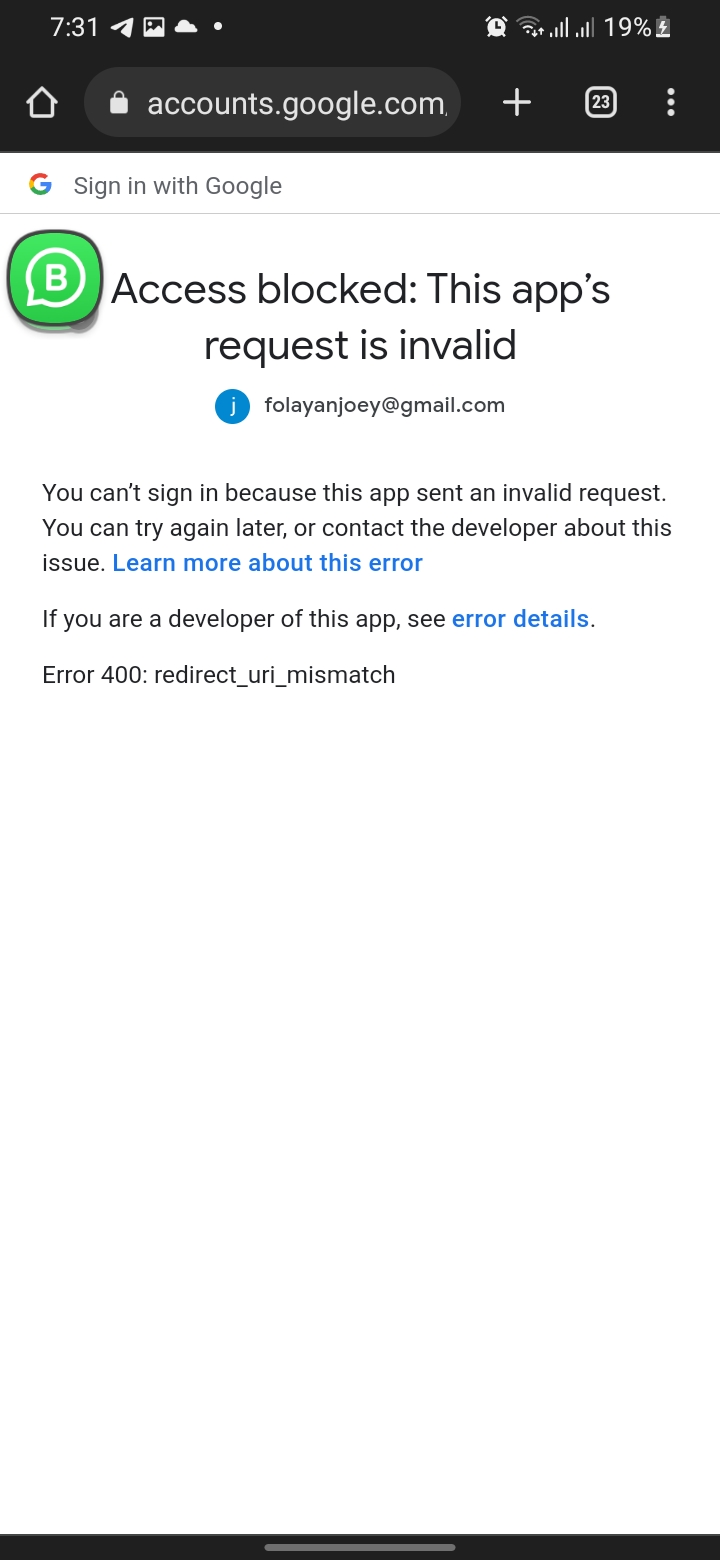 7:31
19%
accounts.google.com
23
Sign in with Google
B
Access blocked: This app’s
request is invalid
j folayanjoey@gmail.com
You can’t sign in because this app sent an invalid request.
You can try again later, or contact the developer about this
issue. Learn more about this error
If you are a developer of this app, see error details.
Error 400: redirect_uri_mismatch